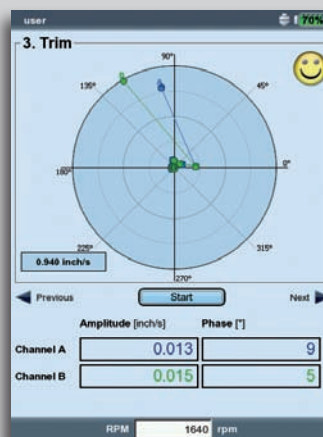 user 70%
3. Trim
90°
135° 45°
180° 0°
225° 315°
270°
0.940 inch/s
Previous Start Next
Amplitude [inch/s] Phase [°]
Channel A 0.013 9
Channel B 0.015 5
RPM 1640 rpm